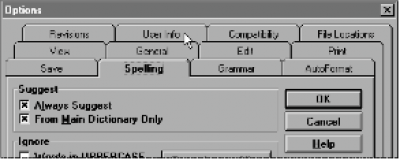 Options
Revisions User Info Compatibility File Locations
View General Edit Print
Save Spelling Grammar AutoFormat
Suggest
Always Suggest
From Main Dictionary Only
OK
Cancel
Help
Ignore
Words in UPPERCASE